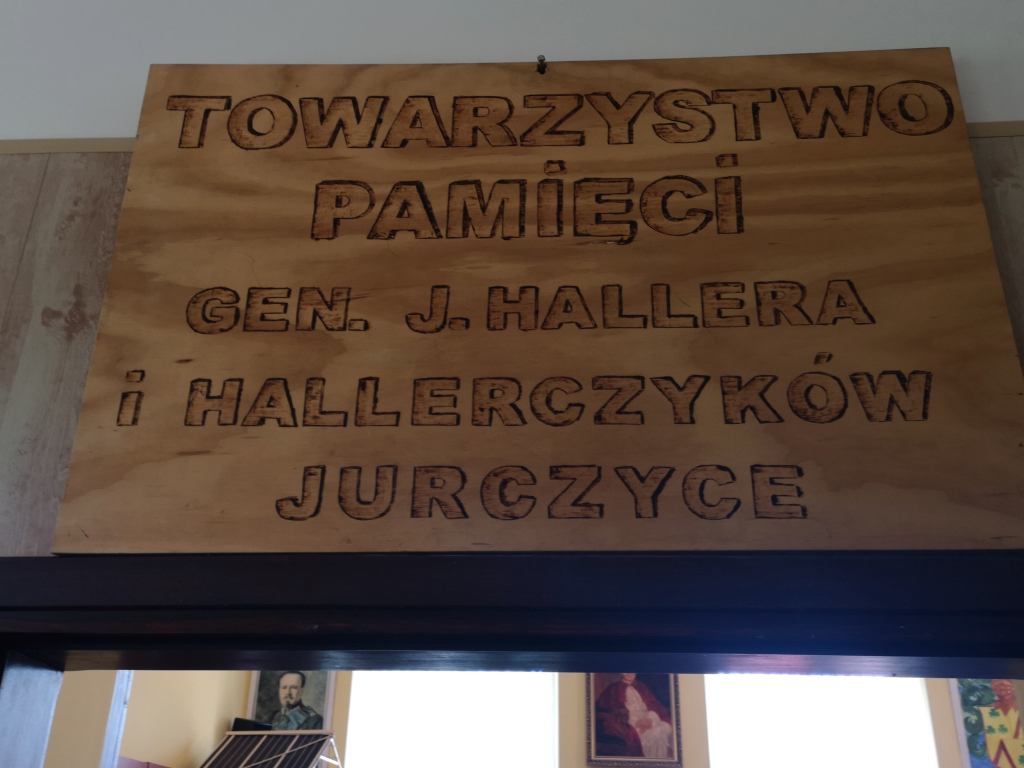 TOWARZYSTWO
PAMIĘCI
GEN. J. HALLERA
i HALLERCZYKÓW
JURCZYCE